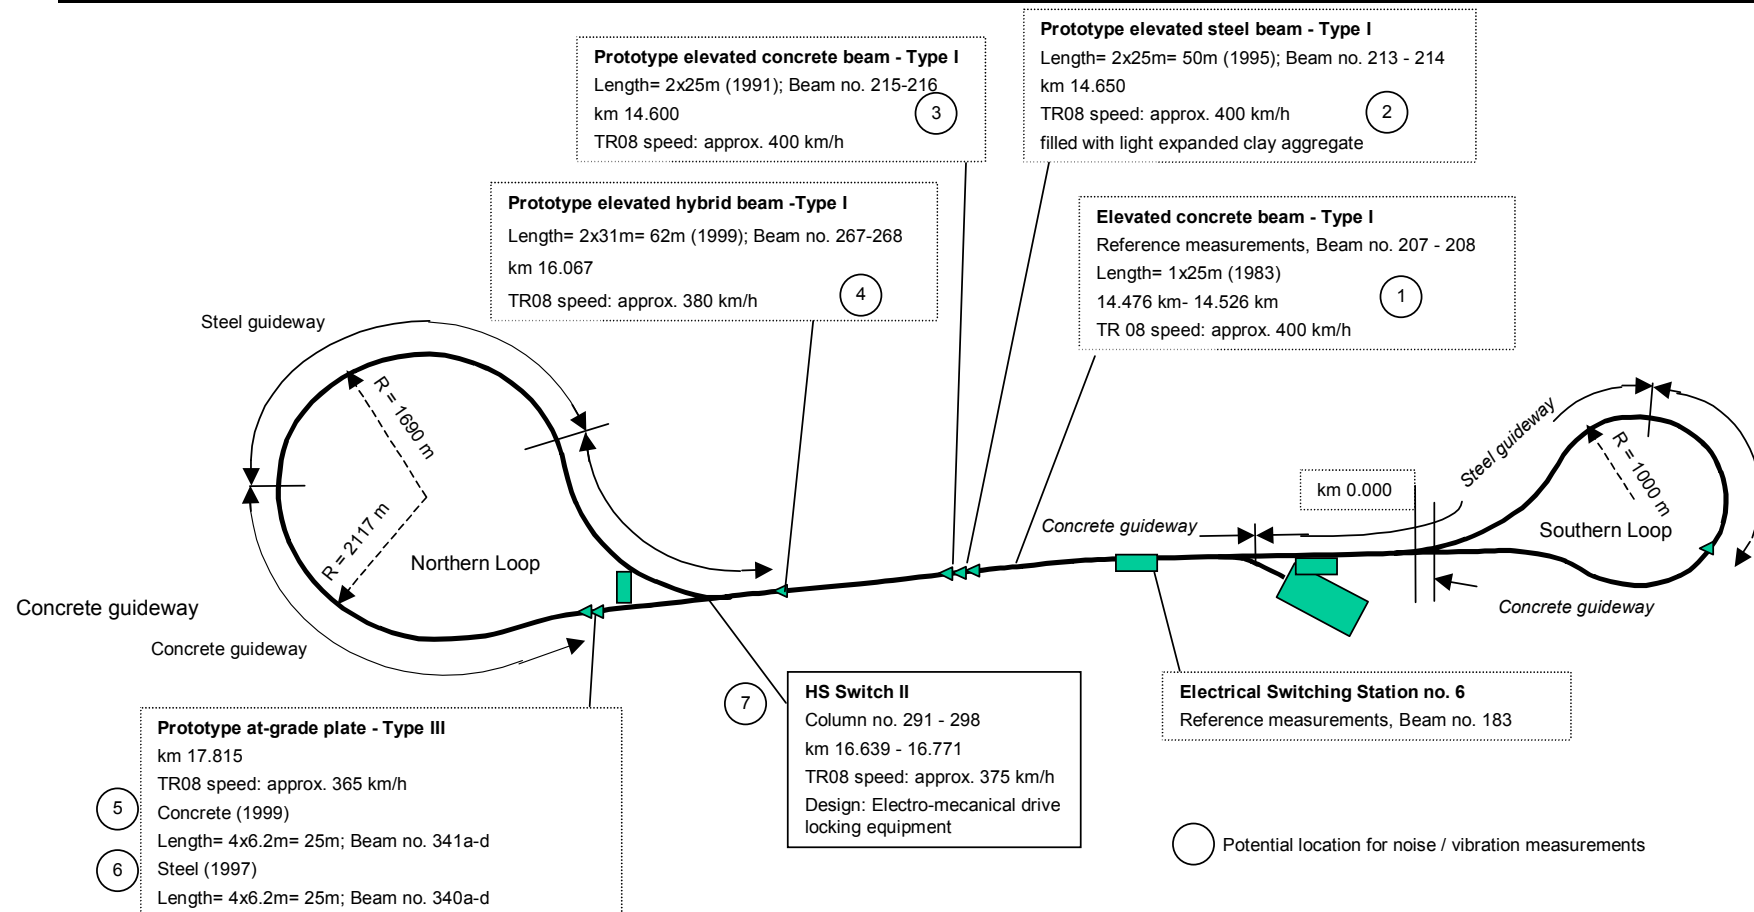 Prototype elevated concrete beam - Type I
Length= 2x25m (1991); Beam no. 215-216
km 14.600
TR08 speed: approx. 400 km/h
3
Prototype elevated steel beam - Type I
Length= 2x25m= 50m (1995); Beam no. 213 - 214
km 14.650
TR08 speed: approx. 400 km/h
filled with light expanded clay aggregate
2
Prototype elevated hybrid beam -Type I
Length= 2x31m= 62m (1999); Beam no. 267-268
km 16.067
TR08 speed: approx. 380 km/h
4
Elevated concrete beam - Type I
Reference measurements, Beam no. 207 - 208
Length= 1x25m (1983)
14.476 km- 14.526 km
TR 08 speed: approx. 400 km/h
1
Steel guideway
R = 1690 m
R = 2117 m
Northern Loop
Concrete guideway
Concrete guideway
Concrete guideway
km 0.000
Steel guideway
R = 1000 m
Southern Loop
Concrete guideway
Prototype at-grade plate - Type III
km 17.815
TR08 speed: approx. 365 km/h
5
Concrete (1999)
Length= 4x6.2m= 25m; Beam no. 341a-d
6
Steel (1997)
Length= 4x6.2m= 25m; Beam no. 340a-d
7
HS Switch II
Column no. 291 - 298
km 16.639 - 16.771
TR08 speed: approx. 375 km/h
Design: Electro-mecanical drive
locking equipment
Electrical Switching Station no. 6
Reference measurements, Beam no. 183
Potential location for noise / vibration measurements